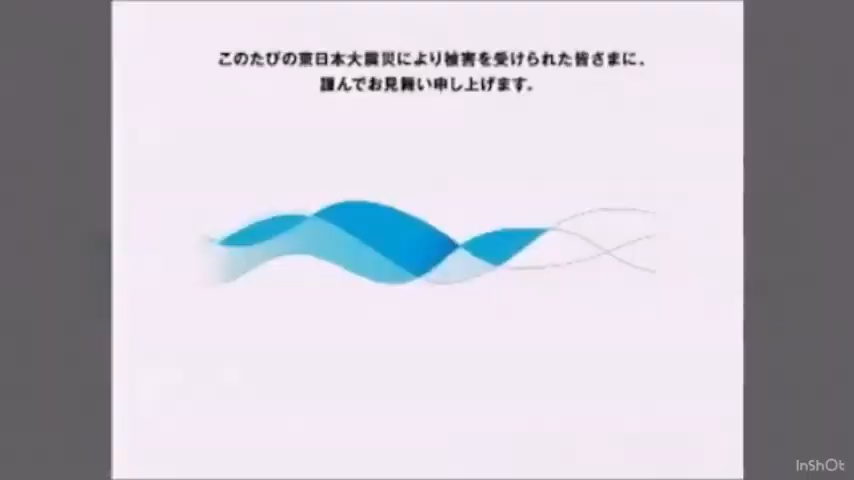 このたびの東日本大震災により被害を受けられた皆さまに、
謹んでお見舞い申し上げます。
InShOt